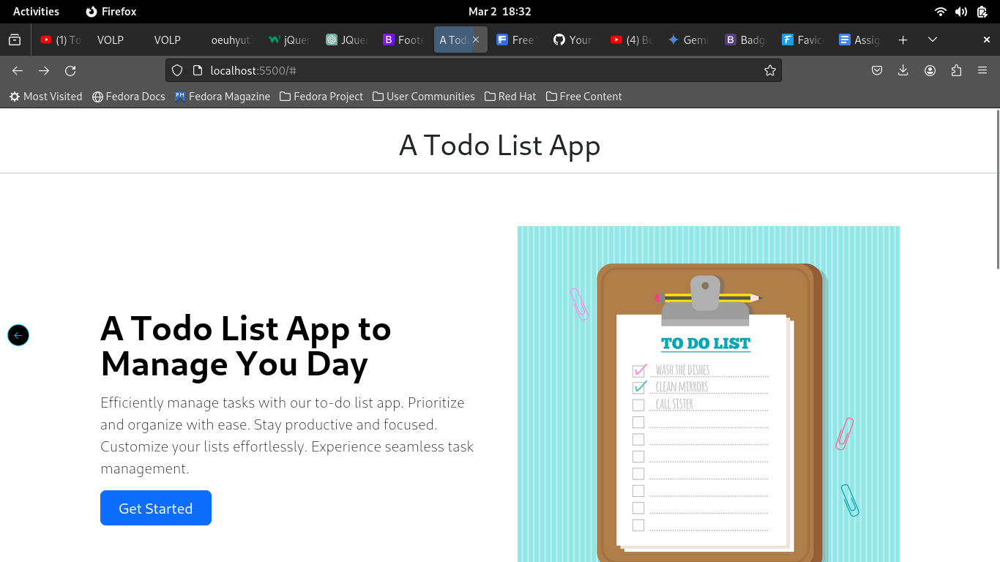 Activities Firefox Mar 2 18:32
(1) To VOLP VOLP oeuhyut jQuer JQue Foote A Tod Free Your (4) Bu Gemi Badg Favic Assig
localhost:5500/#
Most Visited Fedora Docs Fedora Magazine Fedora Project User Communities Red Hat Free Content
A Todo List App
A Todo List App to
Manage You Day
Efficiently manage tasks with our to-do list app. Prioritize
and organize with ease. Stay productive and focused.
Customize your lists effortlessly. Experience seamless task
management.
Get Started
TO DO LIST
WASH THE DISHES
CLEAN MIRRORS
CALL SISTER